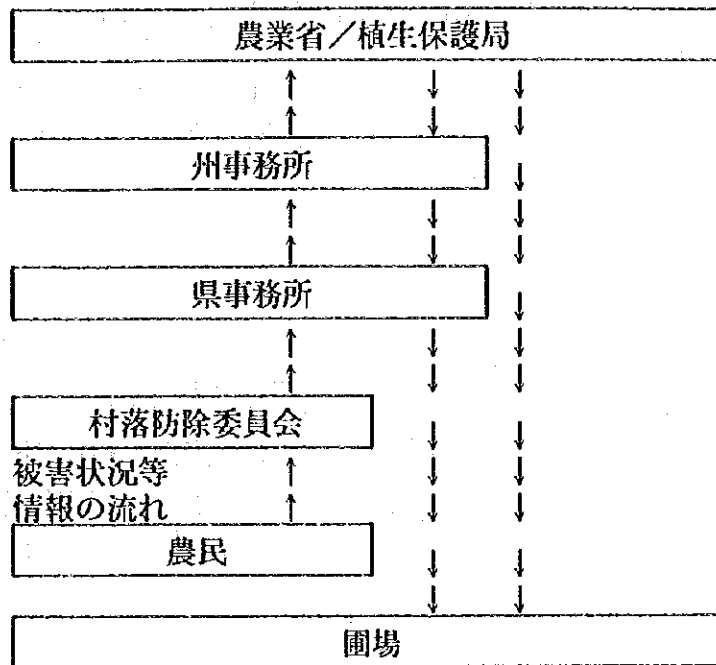 農業省／植生保護局
州事務所
県事務所
村落防除委員会
被害状況等
情報の流れ
農民
圃場